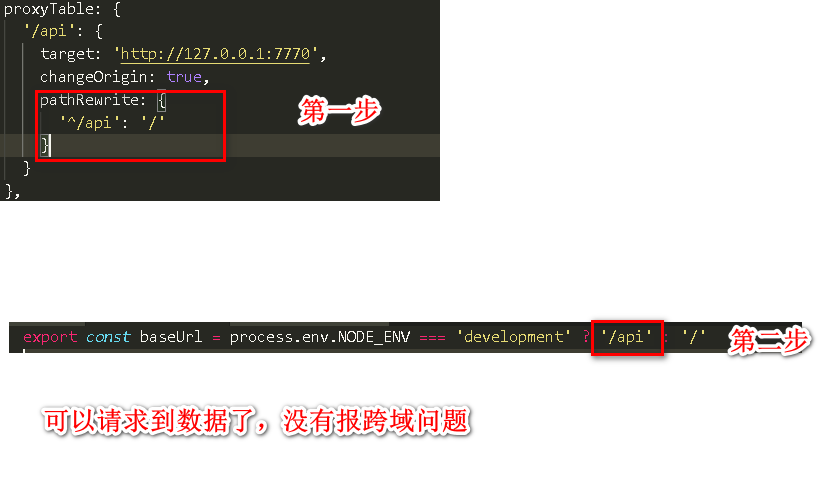 proxyTable: {
'/api': {
target: 'http://127.0.0.1:7770',
changeOrigin: true,
pathRewrite: {
'^/api': '/'
}
}
},
第一步
export const baseUrl = process.env.NODE_ENV === 'development' ? '/api' : '/'
第二步
可以请求到数据了，没有报跨域问题